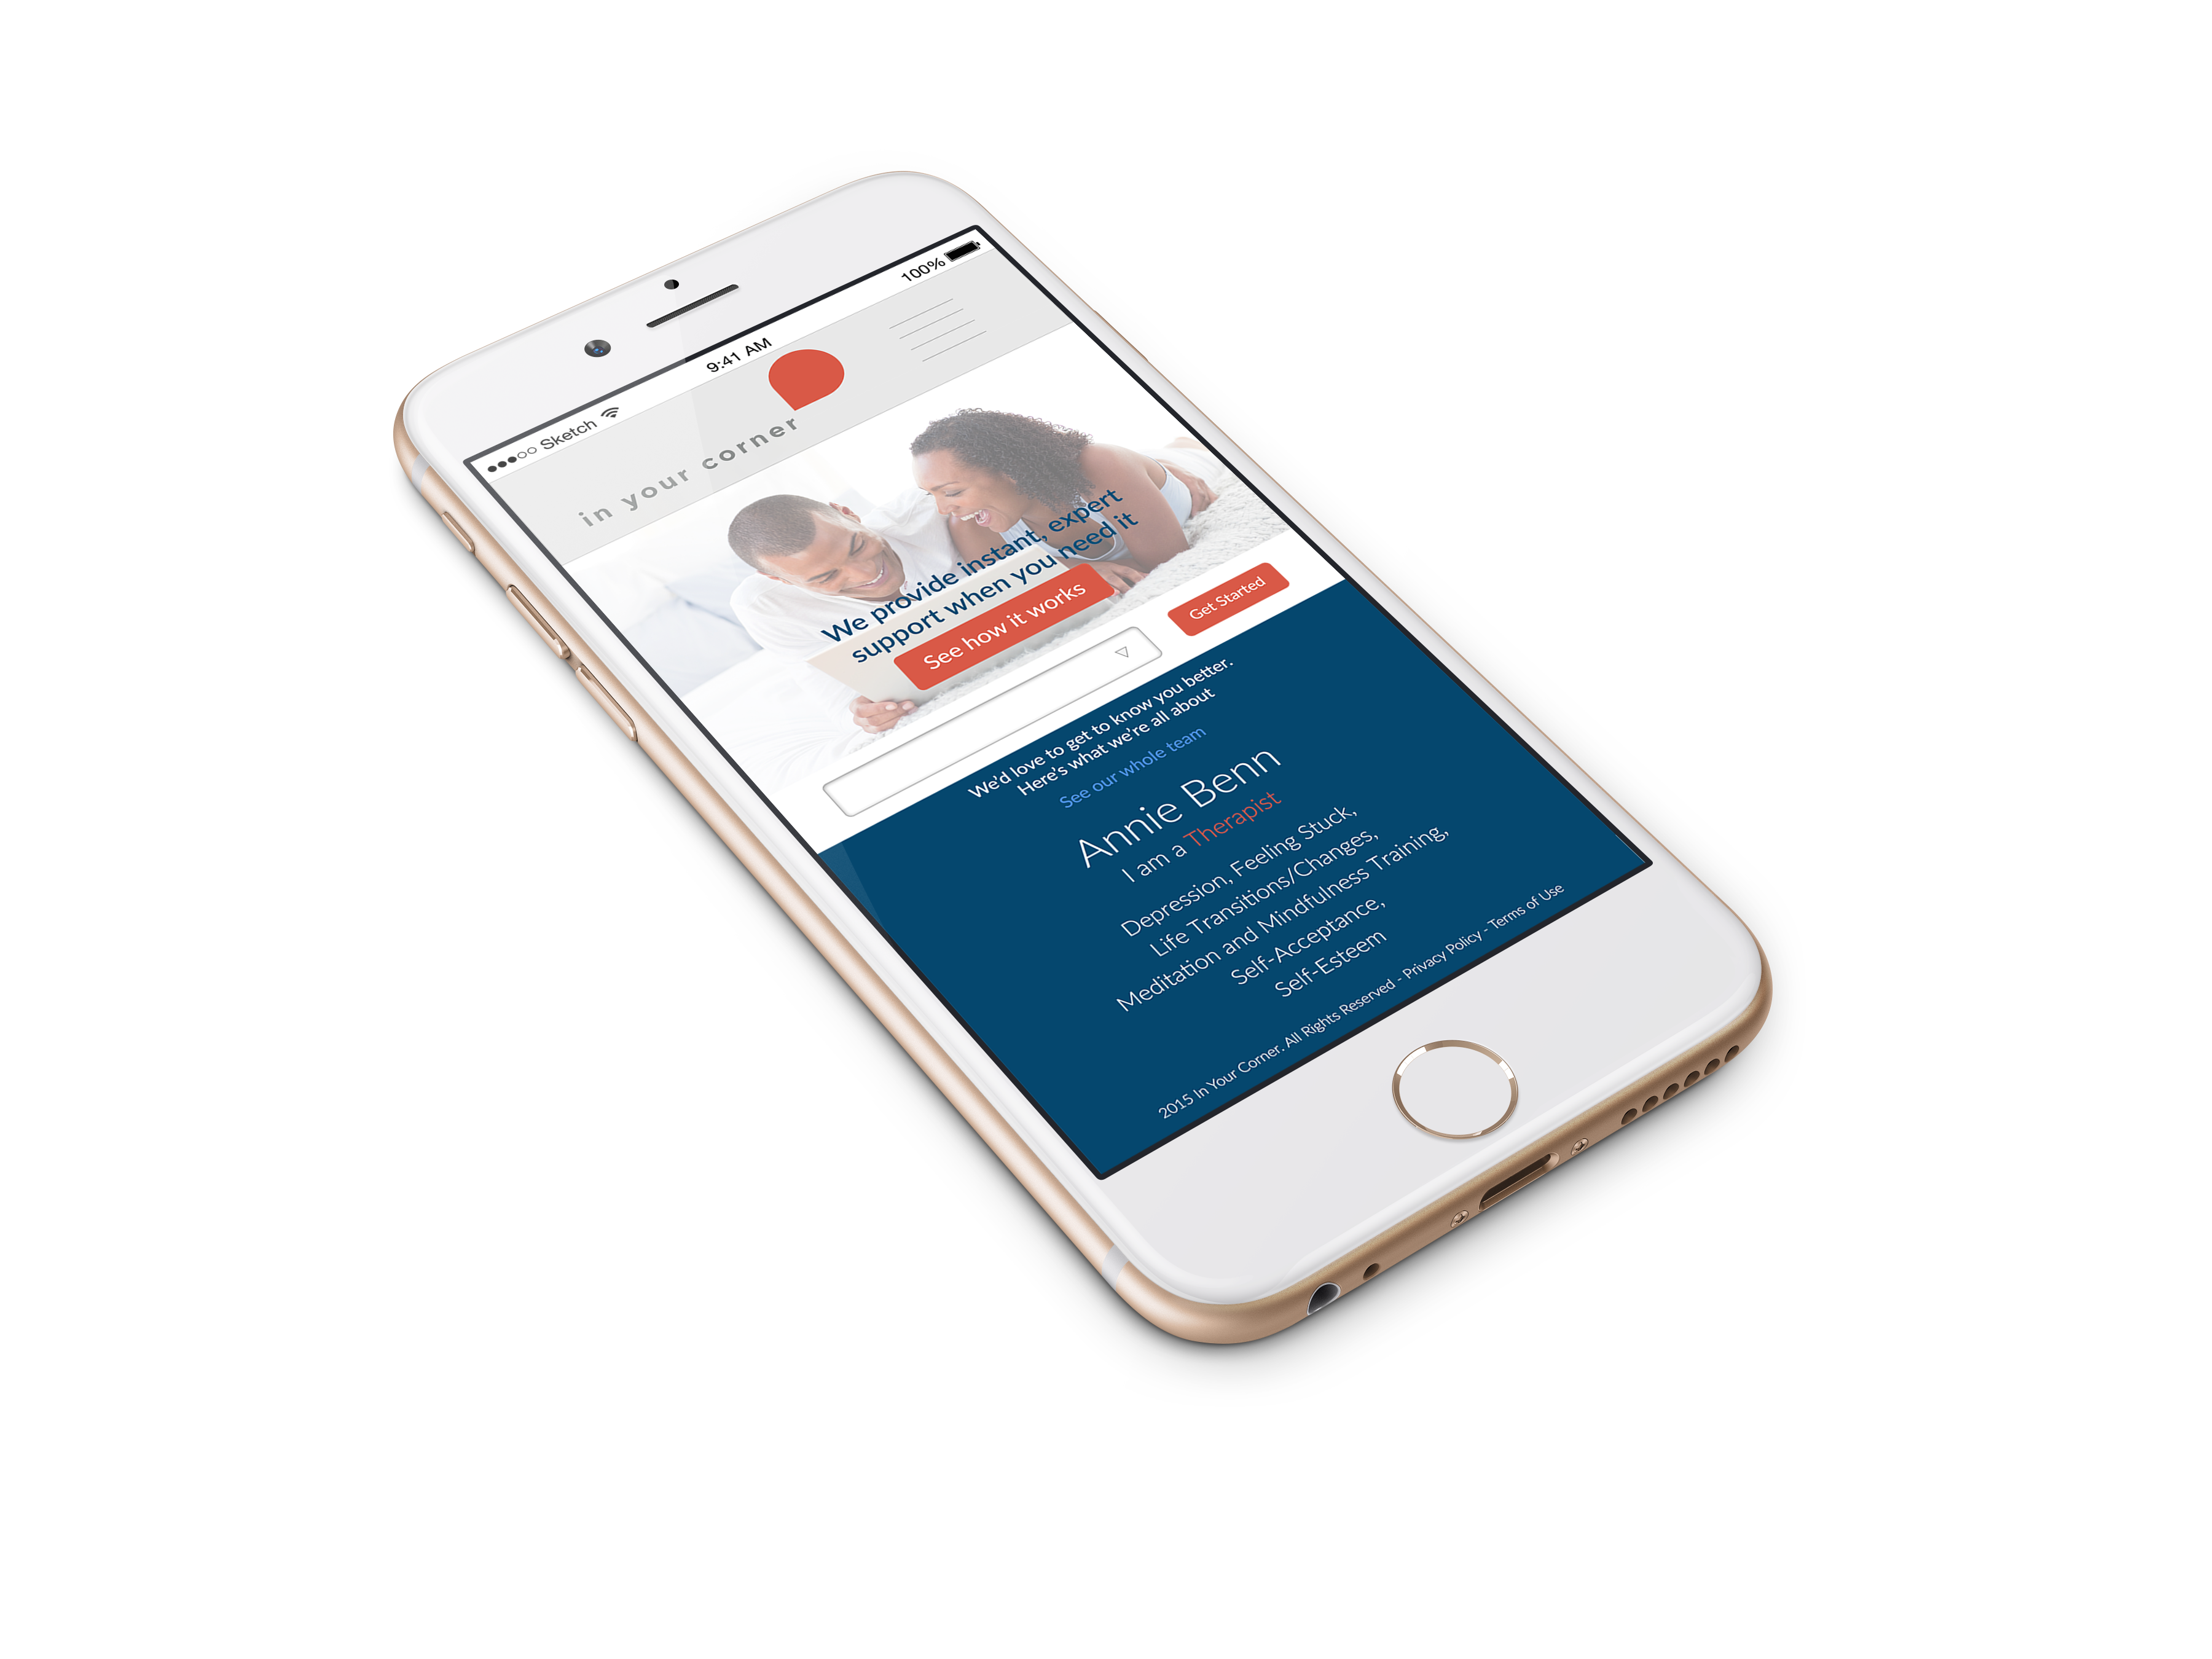 Sketch 9:41 AM 100%
in your corner
We provide instant, expert
support when you need it
See how it works
Get Started
We'd love to get to know you better.
Here's what we're all about
See our whole team
Annie Benn
I am a Therapist
Depression, Feeling Stuck,
Life Transitions/Changes,
Meditation and Mindfulness Training,
Self-Acceptance,
Self-Esteem
2015 In Your Corner. All Rights Reserved - Privacy Policy - Terms of Use